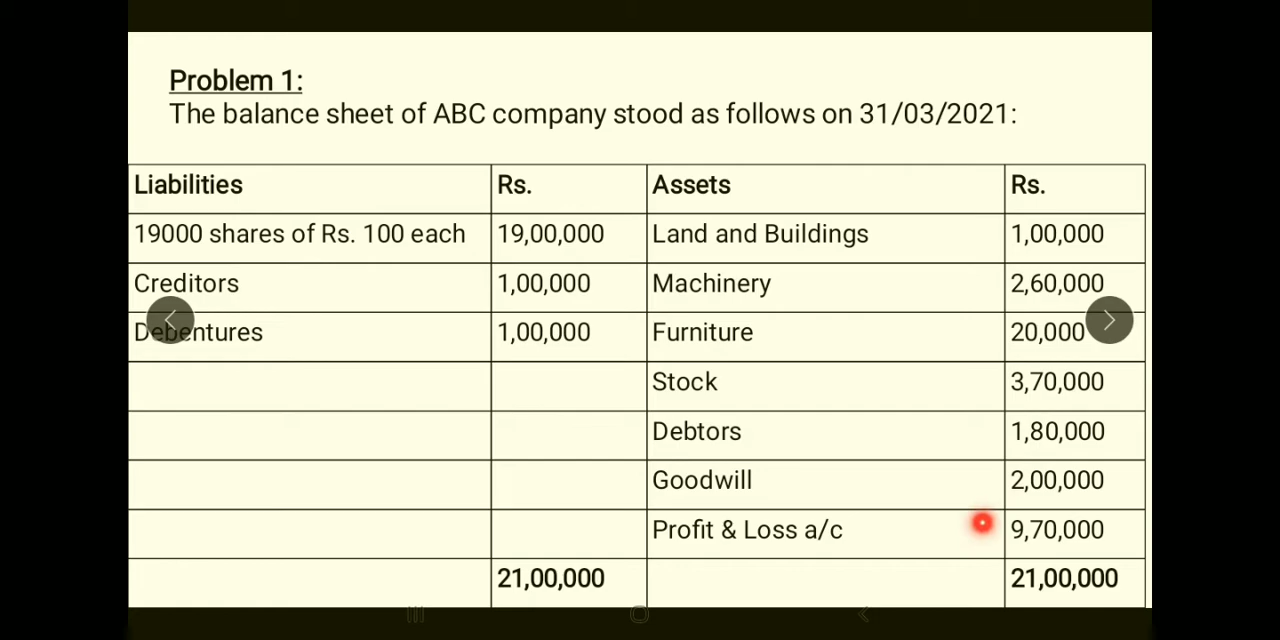 Problem 1:
The balance sheet of ABC company stood as follows on 31/03/2021:
Liabilities Rs. Assets Rs.
19000 shares of Rs. 100 each 19,00,000 Land and Buildings 1,00,000
Creditors 1,00,000 Machinery 2,60,000
Debentures 1,00,000 Furniture 20,000
Stock 3,70,000
Debtors 1,80,000
Goodwill 2,00,000
Profit & Loss a/c 9,70,000
21,00,000 21,00,000